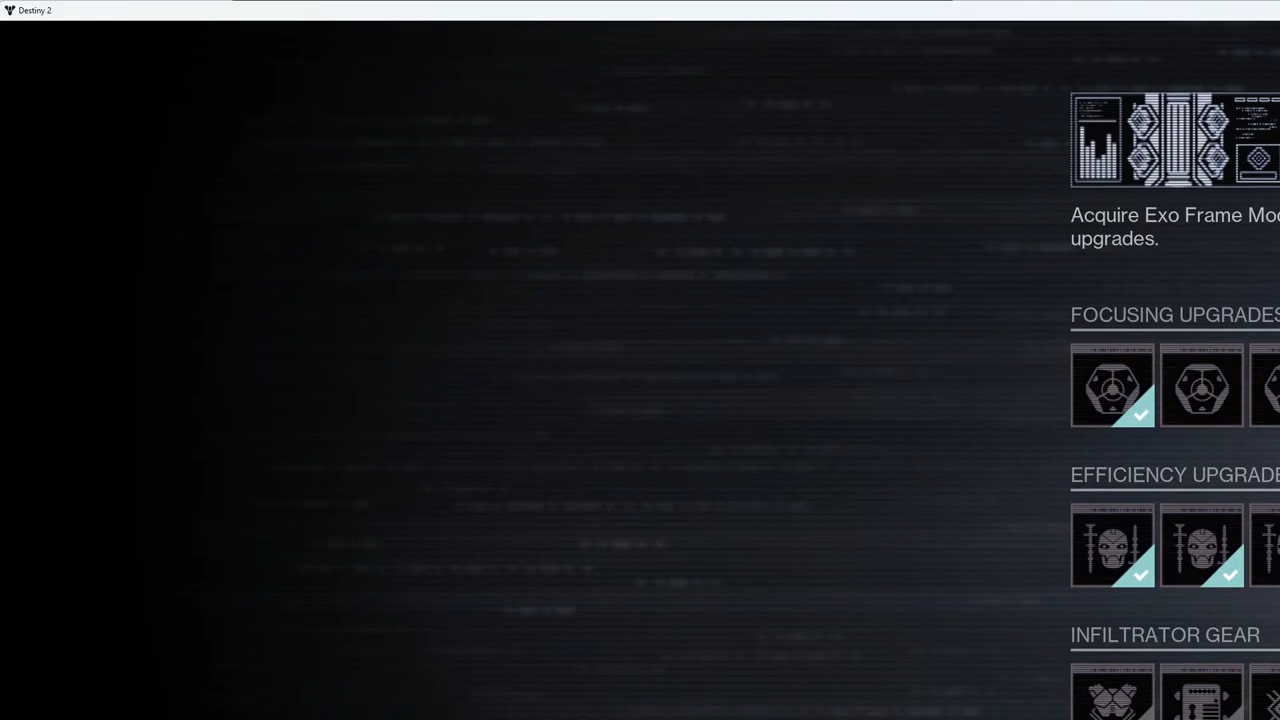 Destiny 2
Acquire Exo Frame Mo
upgrades.
FOCUSING UPGRADES
EFFICIENCY UPGRADE
INFILTRATOR GEAR